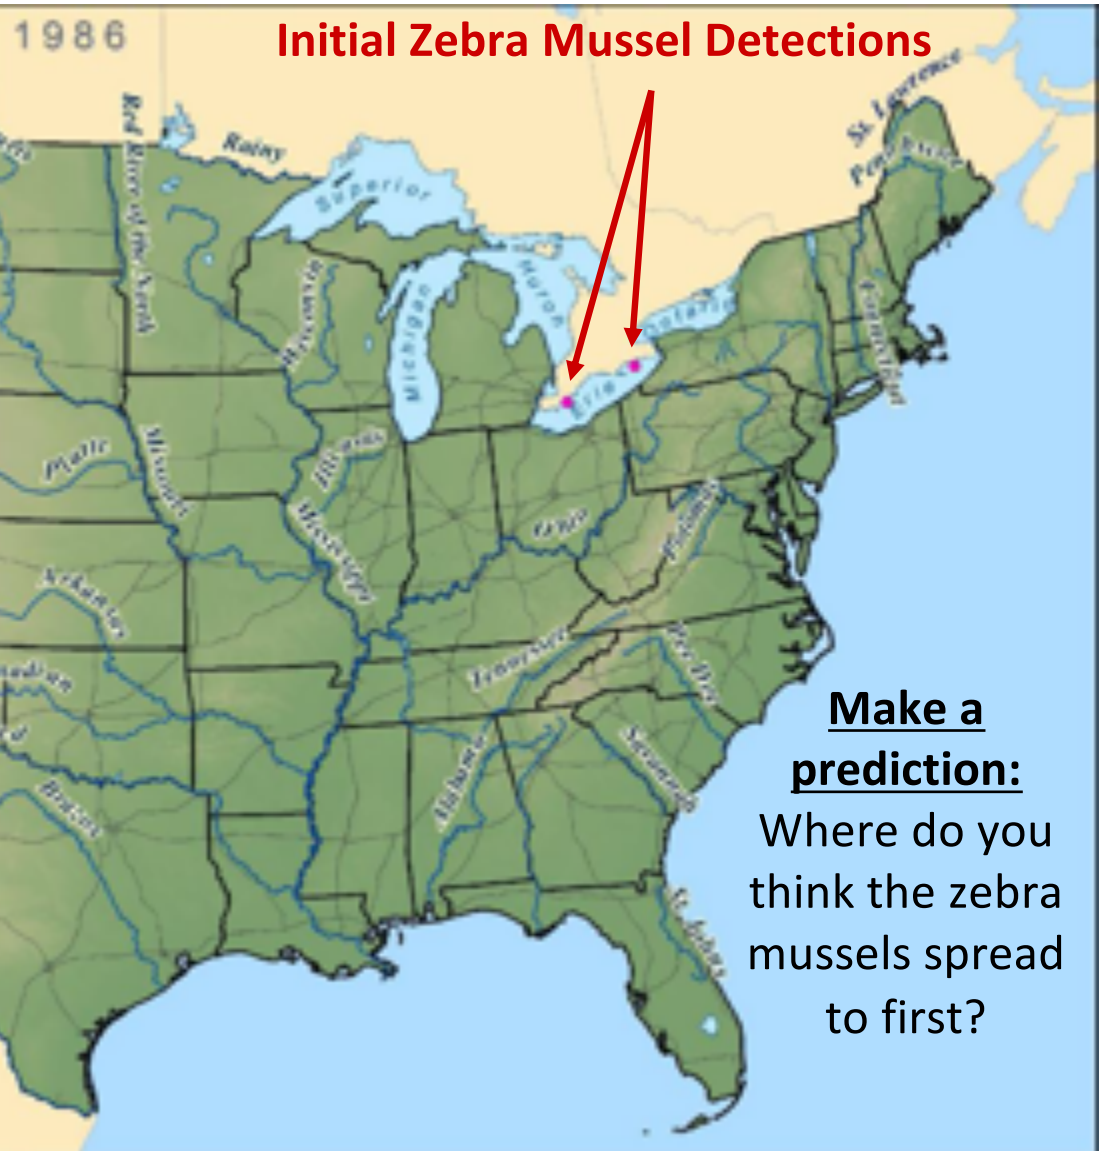 1986
Initial Zebra Mussel Detections
St. Lawrence
Penobscot
Red River of the North
Rainy
Superior
Huron
Ontario
Michigan
Erie
Wisconsin
Connecticut
Platte
Missouri
Illinois
Mississippi
Ohio
Potomac
Arkansas
Tennessee
Pee Dee
Canadian
Brazos
Alabama
Savannah
St. Johns
Make a
prediction:
Where do you
think the zebra
mussels spread
to first?